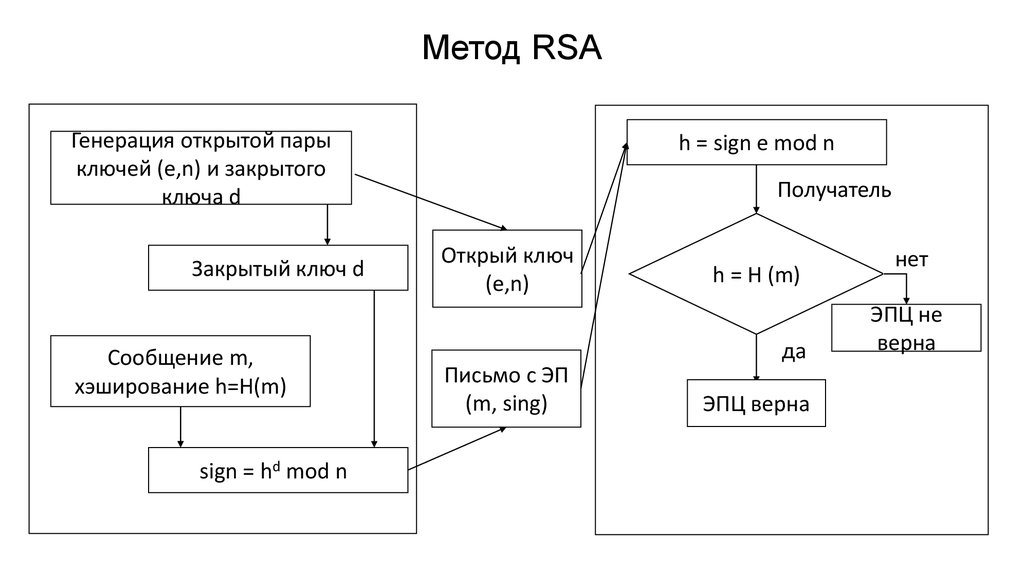 Метод RSA
Генерация открытой пары
ключей (e,n) и закрытого
ключа d
Закрытый ключ d
Сообщение m,
хэширование h=H(m)
sign = hᵈ mod n
Открый ключ
(e,n)
Письмо с ЭП
(m, sing)
h = sign e mod n
Получатель
h = H (m)
нет
ЭПЦ не
верна
да
ЭПЦ верна